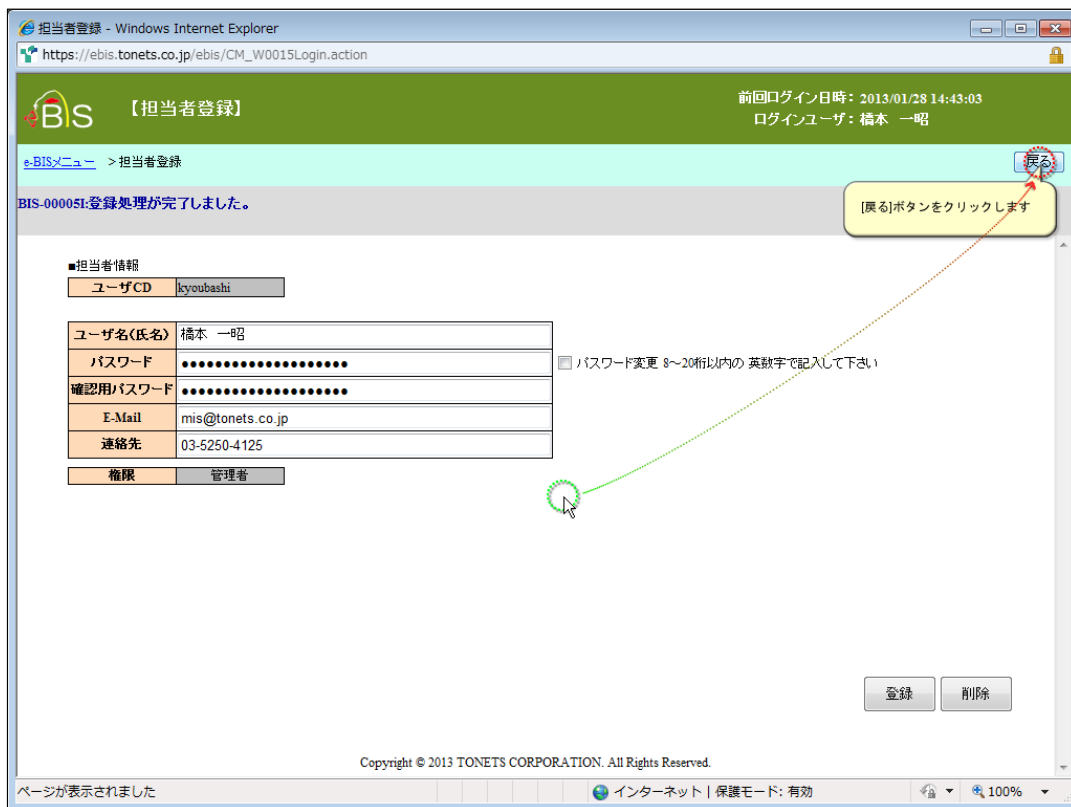 担当者登録 - Windows Internet Explorer
https://ebis.tonets.co.jp/ebis/CM_W0015Login.action
eBIS 【担当者登録】
前回ログイン日時：2013/01/28 14:43:03
ログインユーザ：橋本 一昭
e-BISメニュー >担当者登録
戻る
BIS-00005I:登録処理が完了しました。
[戻る]ボタンをクリックします
■担当者情報
ユーザCD kyoubashi
ユーザ名(氏名) 橋本 一昭
パスワード ●●●●●●●●●●●●●●●●●●●●
パスワード変更 8～20桁以内の 英数字で記入して下さい
確認用パスワード ●●●●●●●●●●●●●●●●●●●●
E-Mail mis@tonets.co.jp
連絡先 03-5250-4125
権限 管理者
登録 削除
Copyright © 2013 TONETS CORPORATION. All Rights Reserved.
ページが表示されました インターネット | 保護モード: 有効 100%